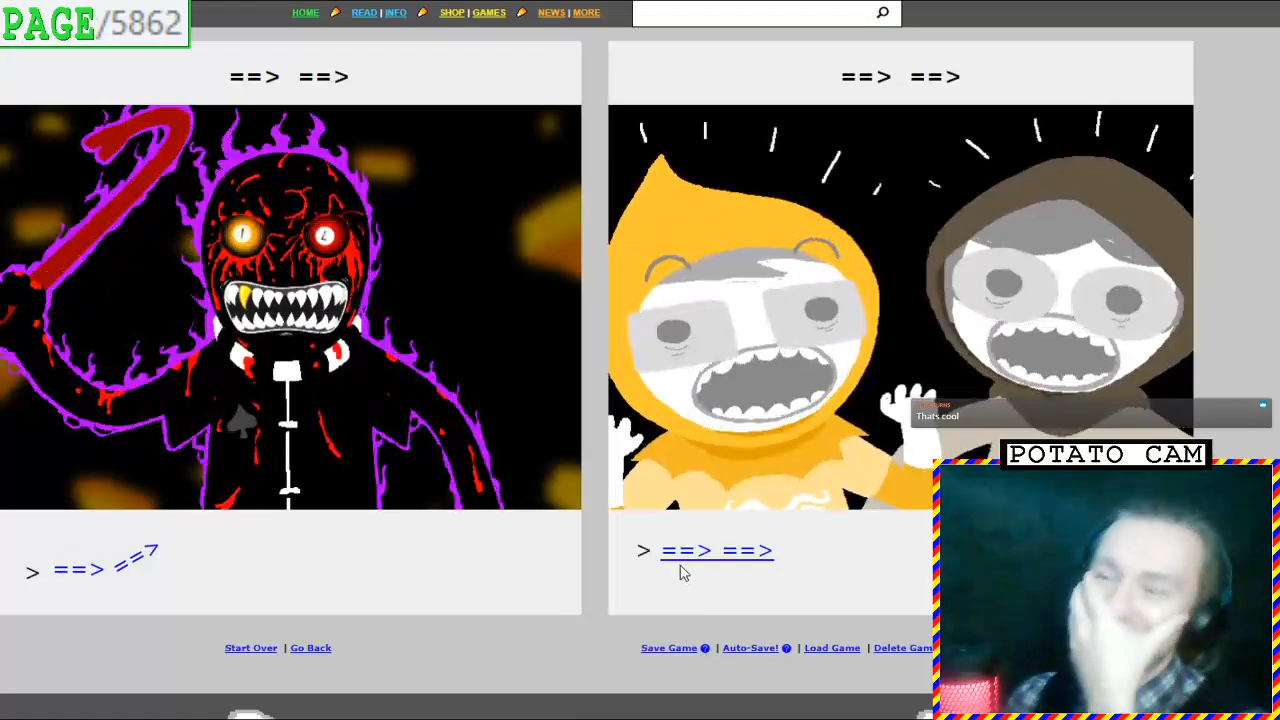 PAGE/5862
HOME READ | INFO SHOP | GAMES NEWS | MORE
==> ==>
==> ==>
Thats cool
POTATO CAM
> ==> ==>
> ==> ==>
Start Over | Go Back
Save Game ? | Auto-Save! ? | Load Game | Delete Gam